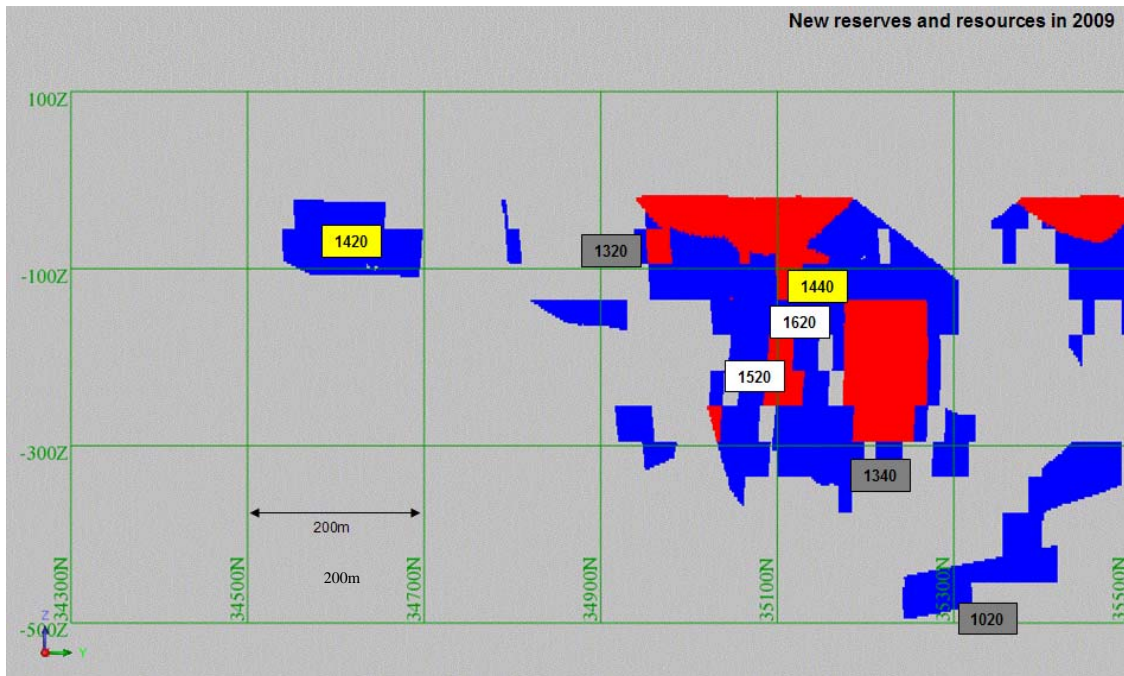 New reserves and resources in 2009
100Z
1420
1320
-100Z
1440
1620
1520
-300Z
1340
200m
200m
34300N
34500N
34700N
34900N
35100N
35300N
35500N
1020
-500Z
Z
Y